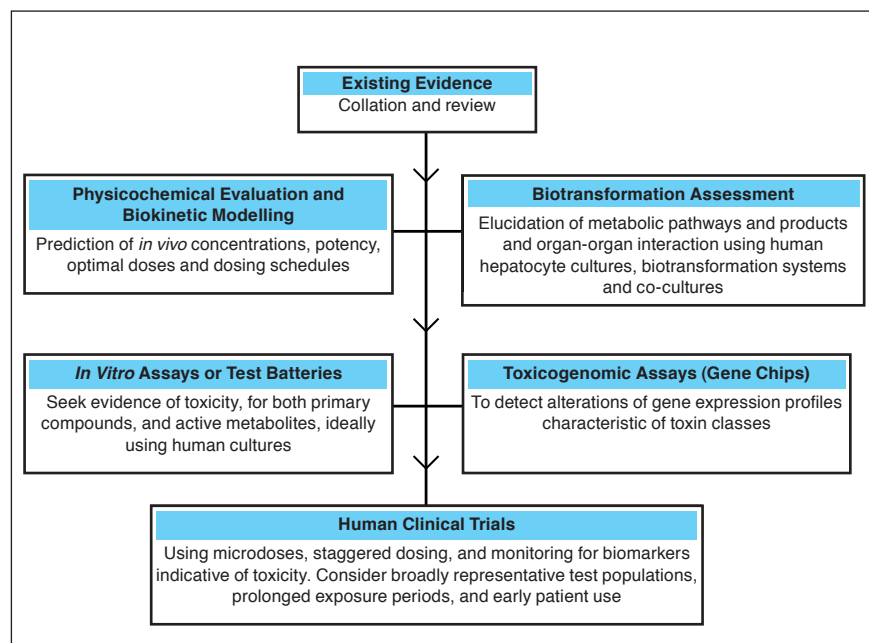 Existing Evidence
Collation and review
Physicochemical Evaluation and
Biokinetic Modelling
Prediction of in vivo concentrations, potency,
optimal doses and dosing schedules
Biotransformation Assessment
Elucidation of metabolic pathways and products
and organ-organ interaction using human
hepatocyte cultures, biotransformation systems
and co-cultures
In Vitro Assays or Test Batteries
Seek evidence of toxicity, for both primary
compounds, and active metabolites, ideally
using human cultures
Toxicogenomic Assays (Gene Chips)
To detect alterations of gene expression profiles
characteristic of toxin classes
Human Clinical Trials
Using microdoses, staggered dosing, and monitoring for biomarkers
indicative of toxicity. Consider broadly representative test populations,
prolonged exposure periods, and early patient use